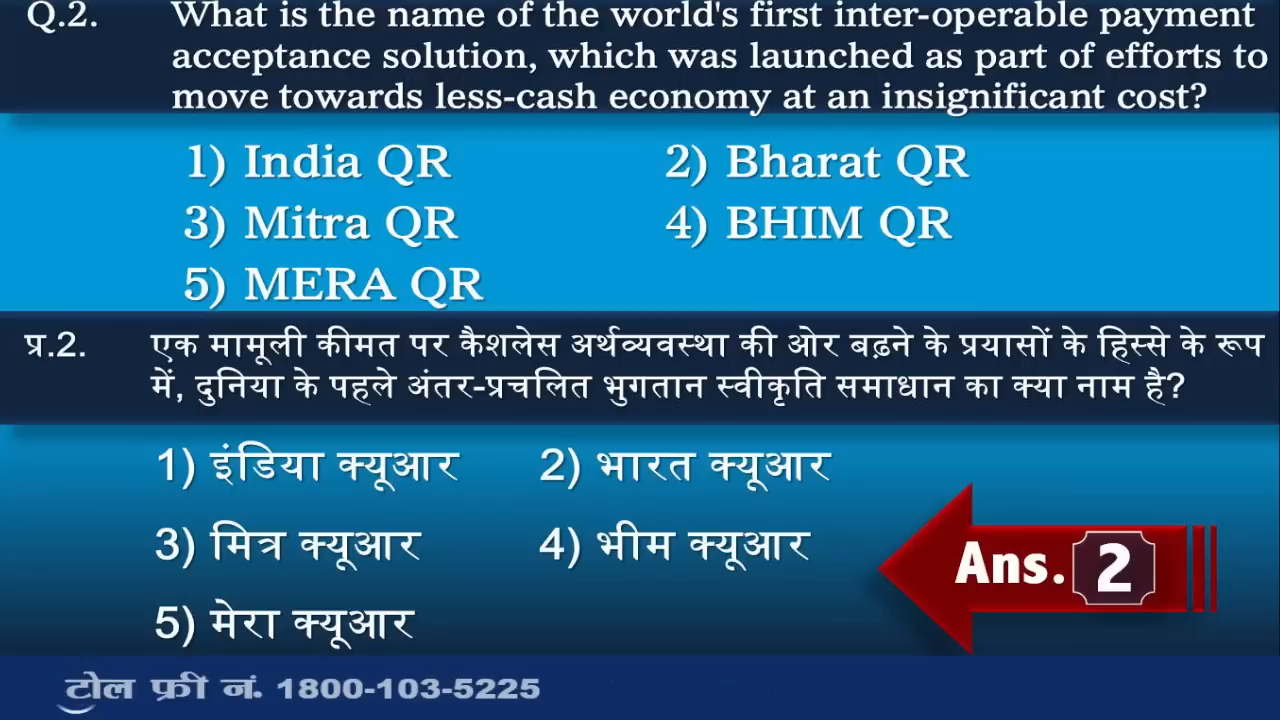 Q.2. What is the name of the world's first inter-operable payment
acceptance solution, which was launched as part of efforts to
move towards less-cash economy at an insignificant cost?
1) India QR 2) Bharat QR
3) Mitra QR 4) BHIM QR
5) MERA QR
प्र.2. एक मामूली कीमत पर कैशलेस अर्थव्यवस्था की ओर बढ़ने के प्रयासों के हिस्से के रूप
में, दुनिया के पहले अंतर-प्रचलित भुगतान स्वीकृति समाधान का क्या नाम है?
1) इंडिया क्यूआर 2) भारत क्यूआर
3) मित्र क्यूआर 4) भीम क्यूआर
Ans. 2
5) मेरा क्यूआर
टोल फ्री नं. 1800-103-5225